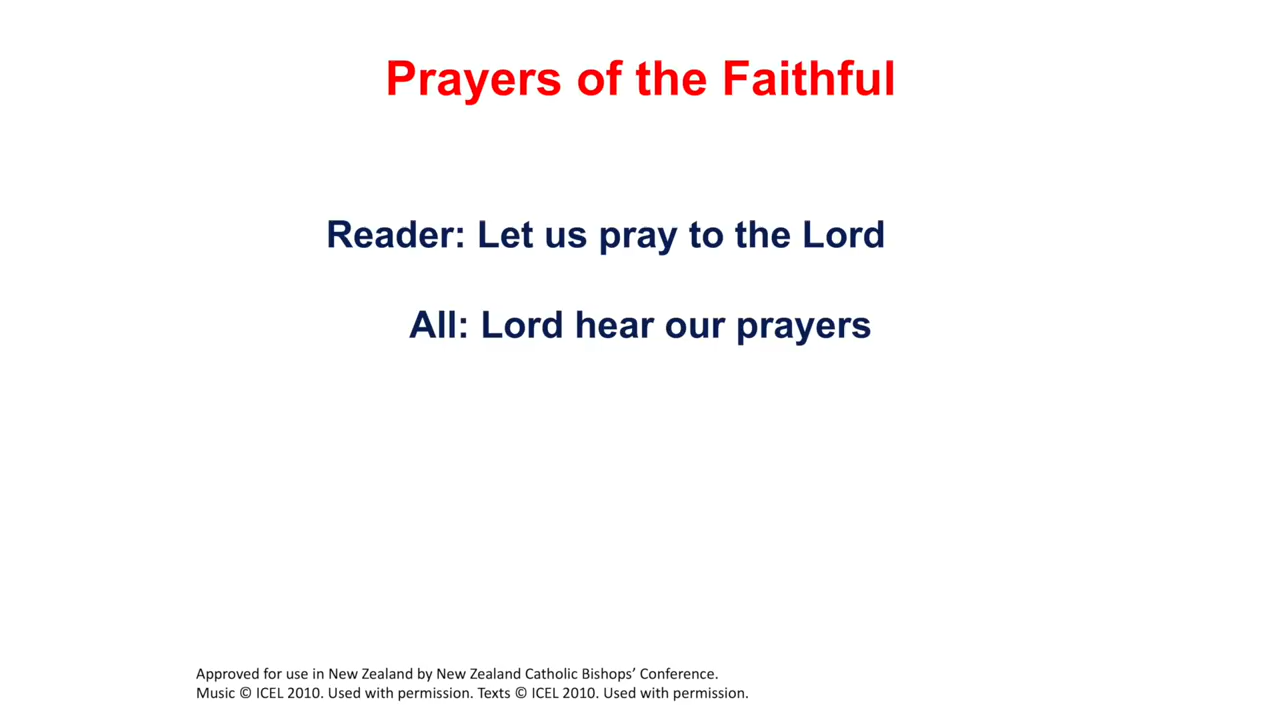 Prayers of the Faithful
Reader: Let us pray to the Lord
All: Lord hear our prayers
Approved for use in New Zealand by New Zealand Catholic Bishops’ Conference.
Music © ICEL 2010. Used with permission. Texts © ICEL 2010. Used with permission.